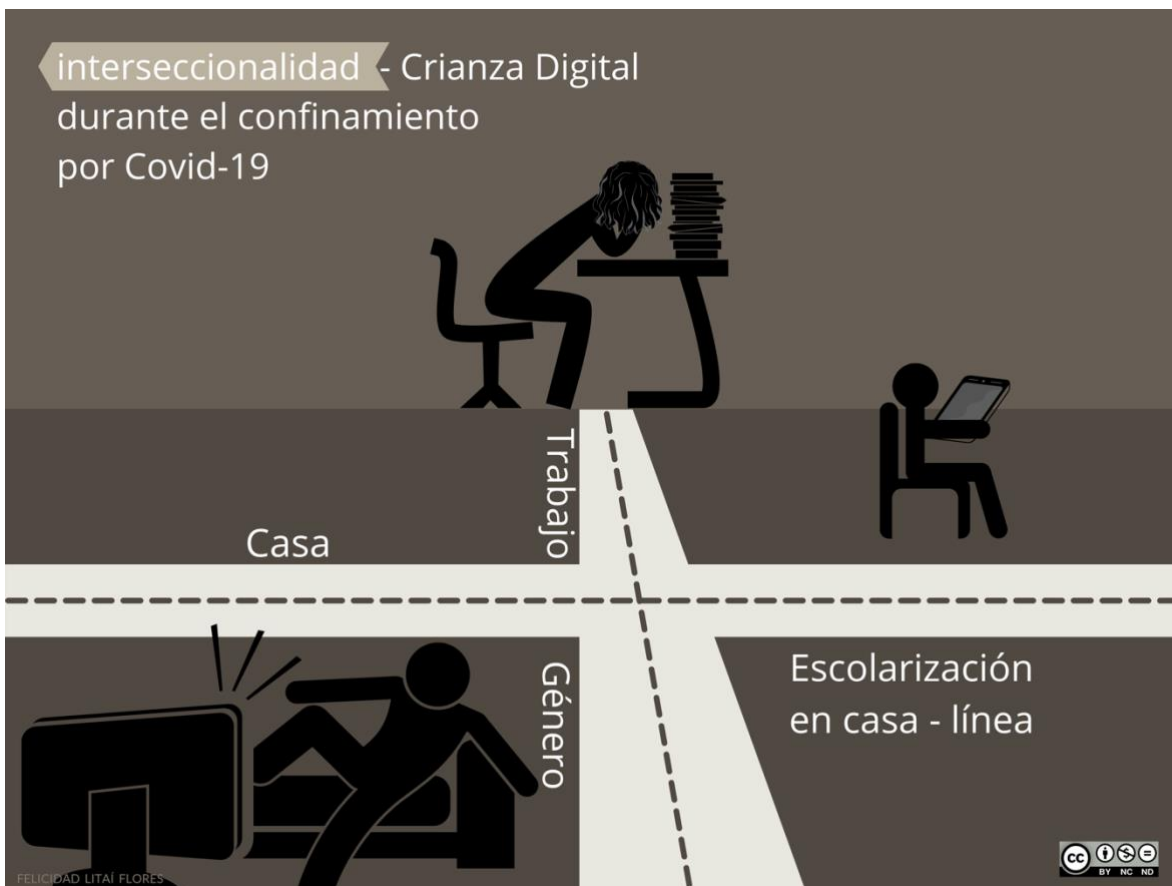 interseccionalidad - Crianza Digital
durante el confinamiento
por Covid-19
Trabajo
Casa
Género
Escolarización
en casa - línea
FELICIDAD LITAÍ FLORES
cc
BY NC ND